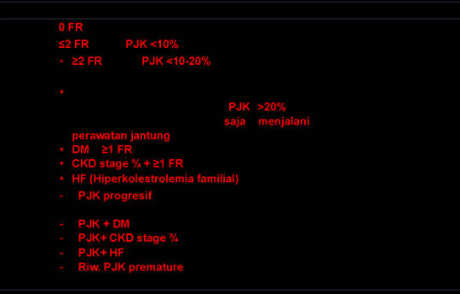 0 FR
≤2 FR PJK <10%
• ≥2 FR PJK <10-20%
•
PJK >20%
saja menjalani
perawatan jantung
• DM ≥1 FR
• CKD stage ¾ + ≥1 FR
• HF (Hiperkolestrolemia familial)
- PJK progresif
- PJK + DM
- PJK+ CKD stage ¾
- PJK+ HF
- Riw. PJK premature